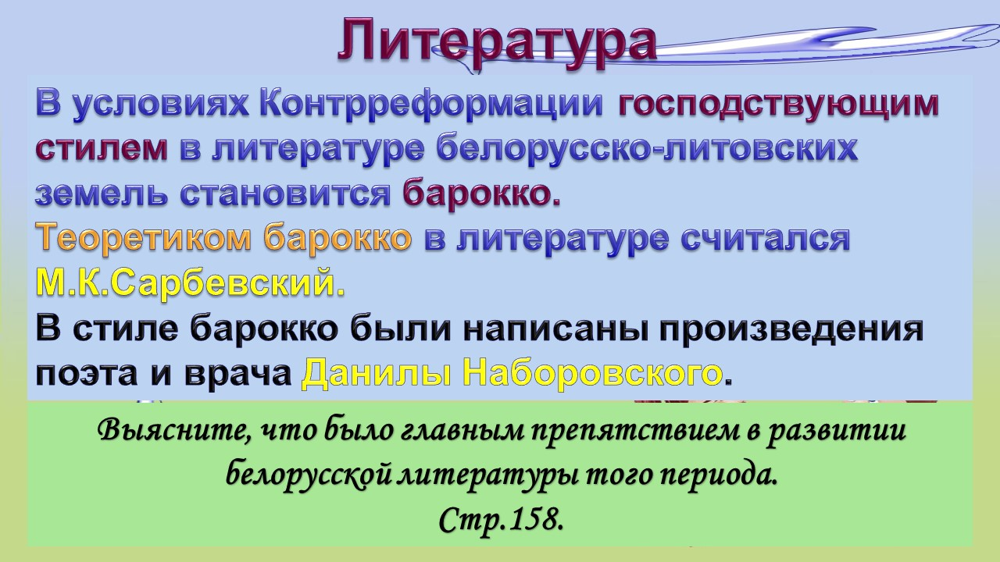 Литература
В условиях Контрреформации господствующим
стилем в литературе белорусско-литовских
земель становится барокко.
Теоретиком барокко в литературе считался
М.К.Сарбевский.
В стиле барокко были написаны произведения
поэта и врача Данилы Наборовского.
Выясните, что было главным препятствием в развитии
белорусской литературы того периода.
Стр.158.